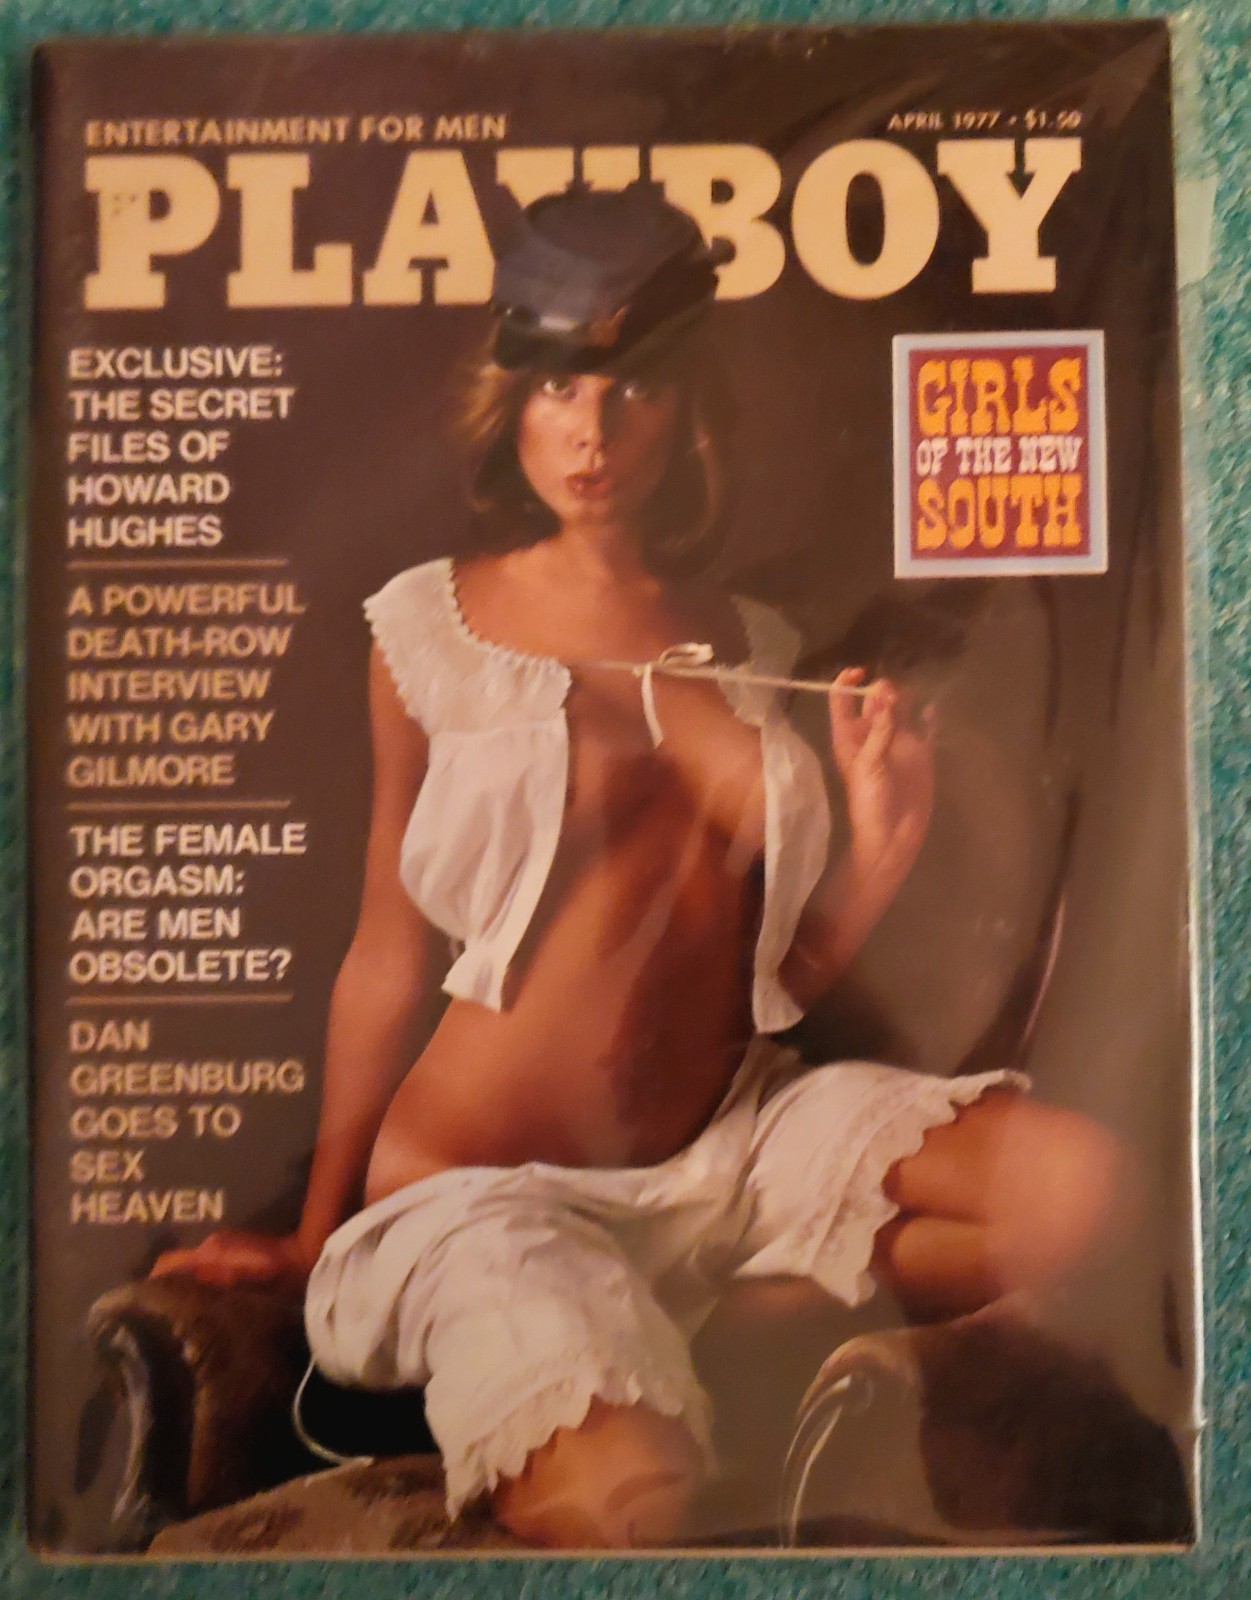 ENTERTAINMENT FOR MEN
APRIL 1977 • $1.50
PLAYBOY
EXCLUSIVE:
THE SECRET
FILES OF
HOWARD
HUGHES
A POWERFUL
DEATH-ROW
INTERVIEW
WITH GARY
GILMORE
THE FEMALE
ORGASM:
ARE MEN
OBSOLETE?
DAN
GREENBURG
GOES TO
SEX
HEAVEN
GIRLS
OF THE NEW
SOUTH